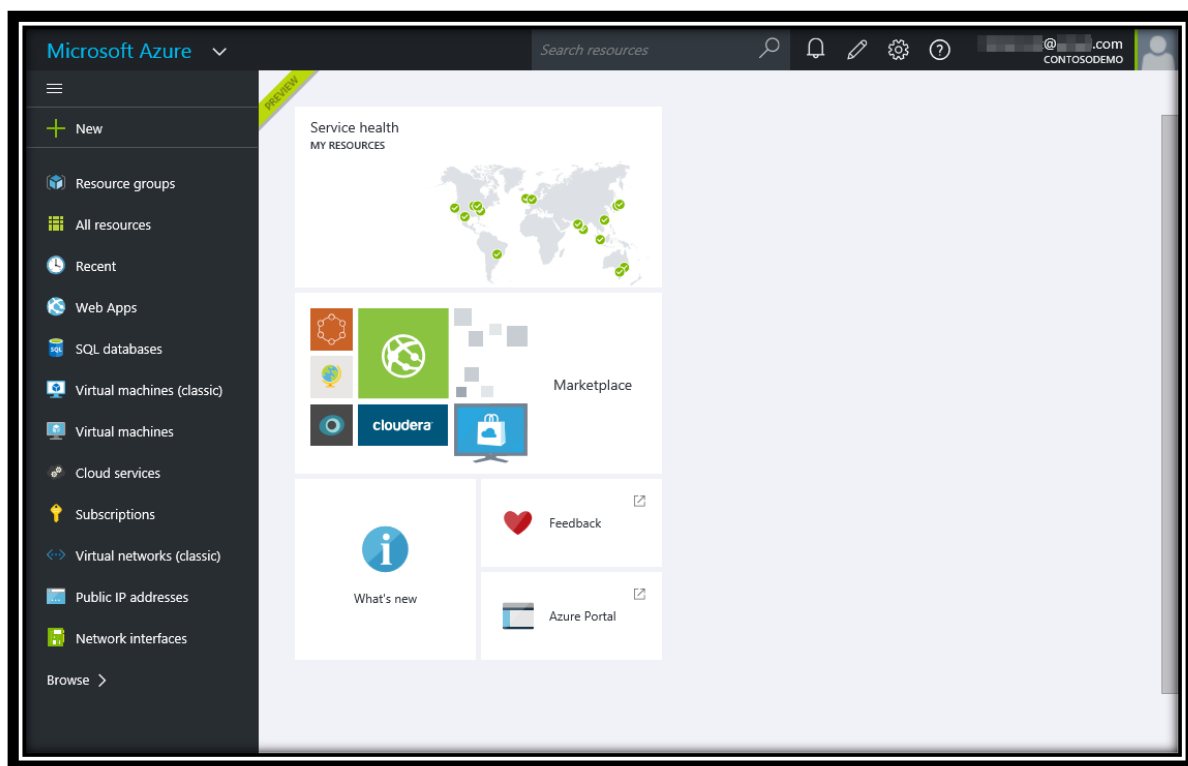 Microsoft Azure
Search resources
@ .com
CONTOSODEMO
PREVIEW
New
Resource groups
All resources
Recent
Web Apps
SQL databases
Virtual machines (classic)
Virtual machines
Cloud services
Subscriptions
Virtual networks (classic)
Public IP addresses
Network interfaces
Browse
Service health
MY RESOURCES
cloudera
Marketplace
What's new
Feedback
Azure Portal